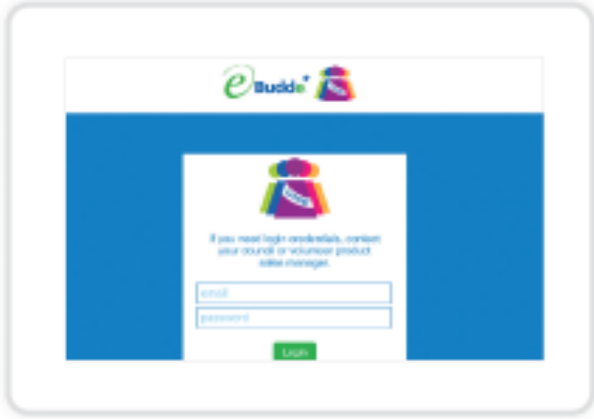 eBudde
If you need login credentials, contact
your council or volunteer product
sales manager.
email
password
Login